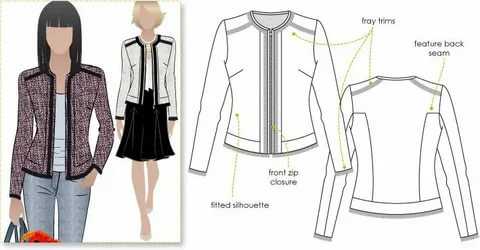 fray trims
feature back
seam
front zip
closure
fitted silhouette